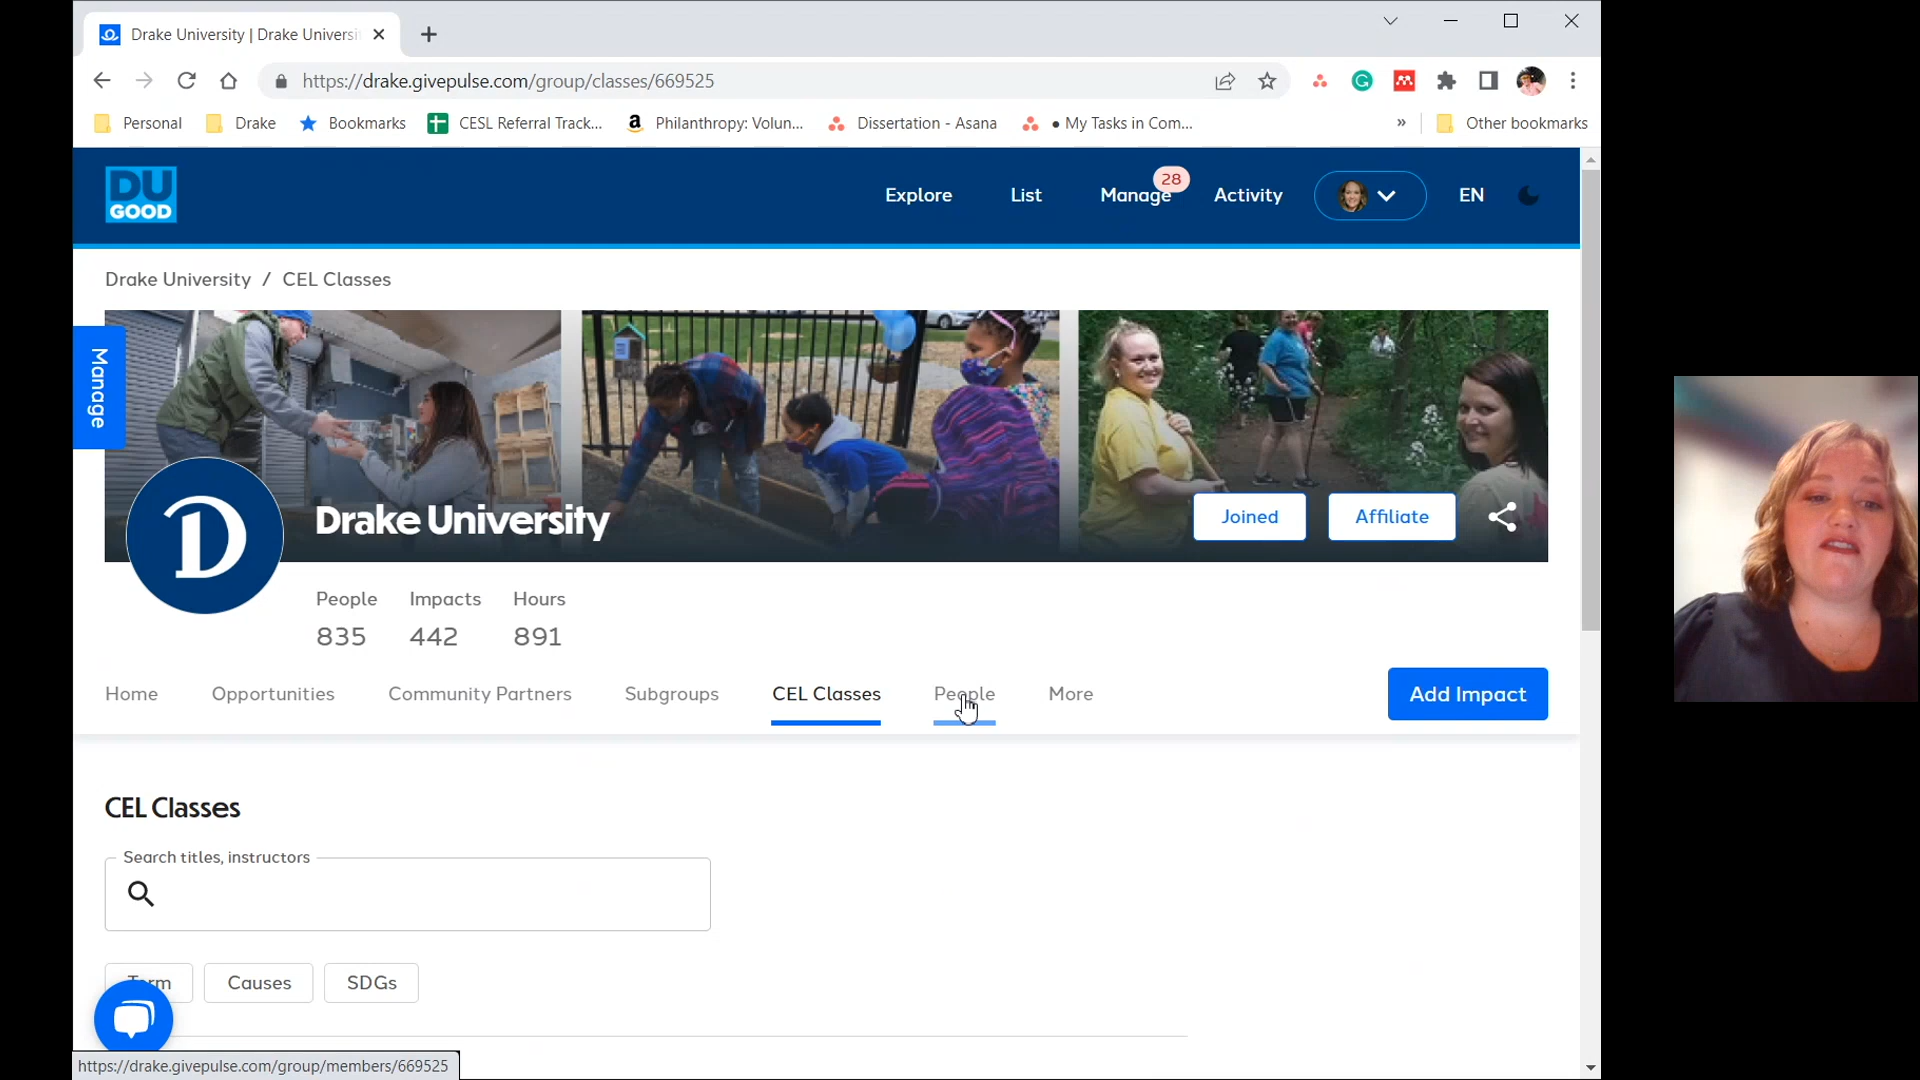 Drake University | Drake Universi
https://drake.givepulse.com/group/classes/669525
Personal Drake Bookmarks CESL Referral Track... Philanthropy: Volun... Dissertation - Asana • My Tasks in Com... » Other bookmarks
DU GOOD
Explore List Manage 28 Activity EN
Drake University / CEL Classes
Manage
D
Drake University
Joined Affiliate
People Impacts Hours
835 442 891
Home Opportunities Community Partners Subgroups CEL Classes People More Add Impact
CEL Classes
Search titles, instructors
Term Causes SDGs
https://drake.givepulse.com/group/members/669525